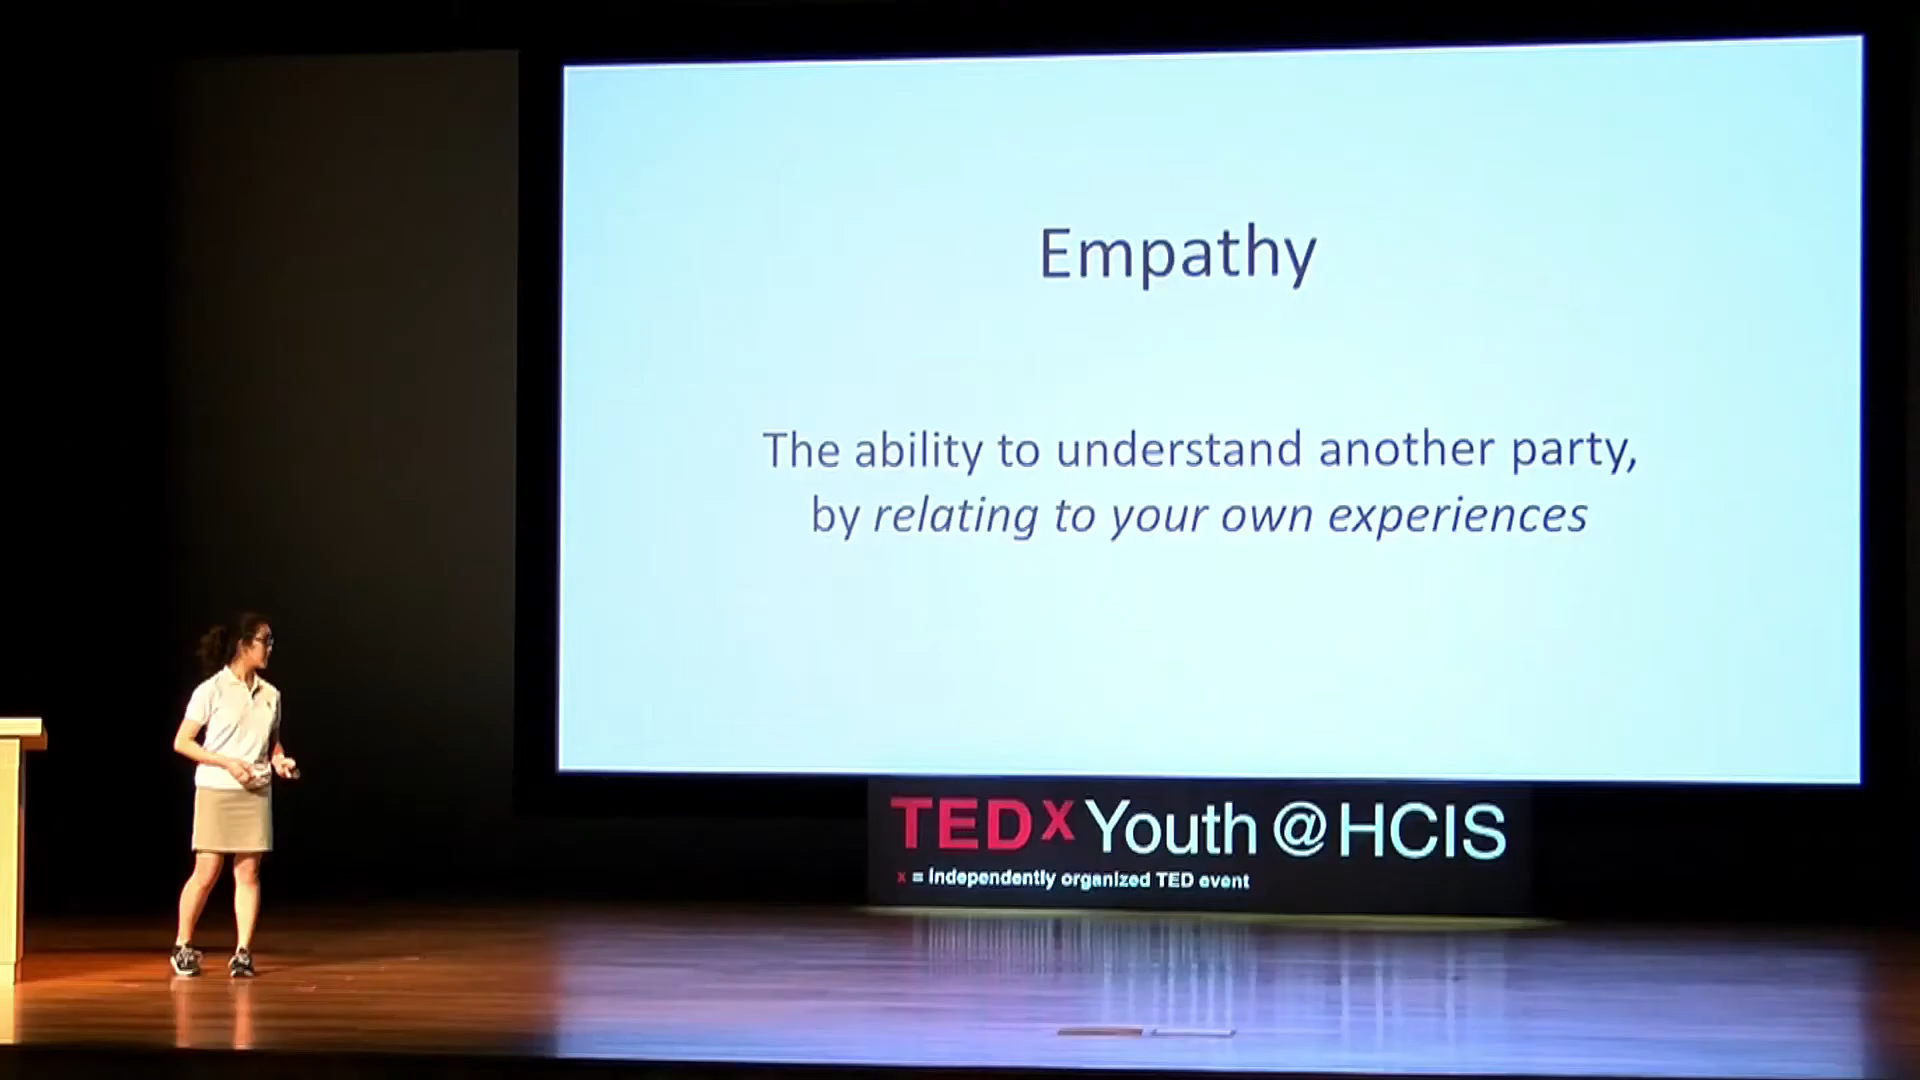 Empathy
The ability to understand another party,
by relating to your own experiences
TEDx Youth @ HCIS
x = independently organized TED event